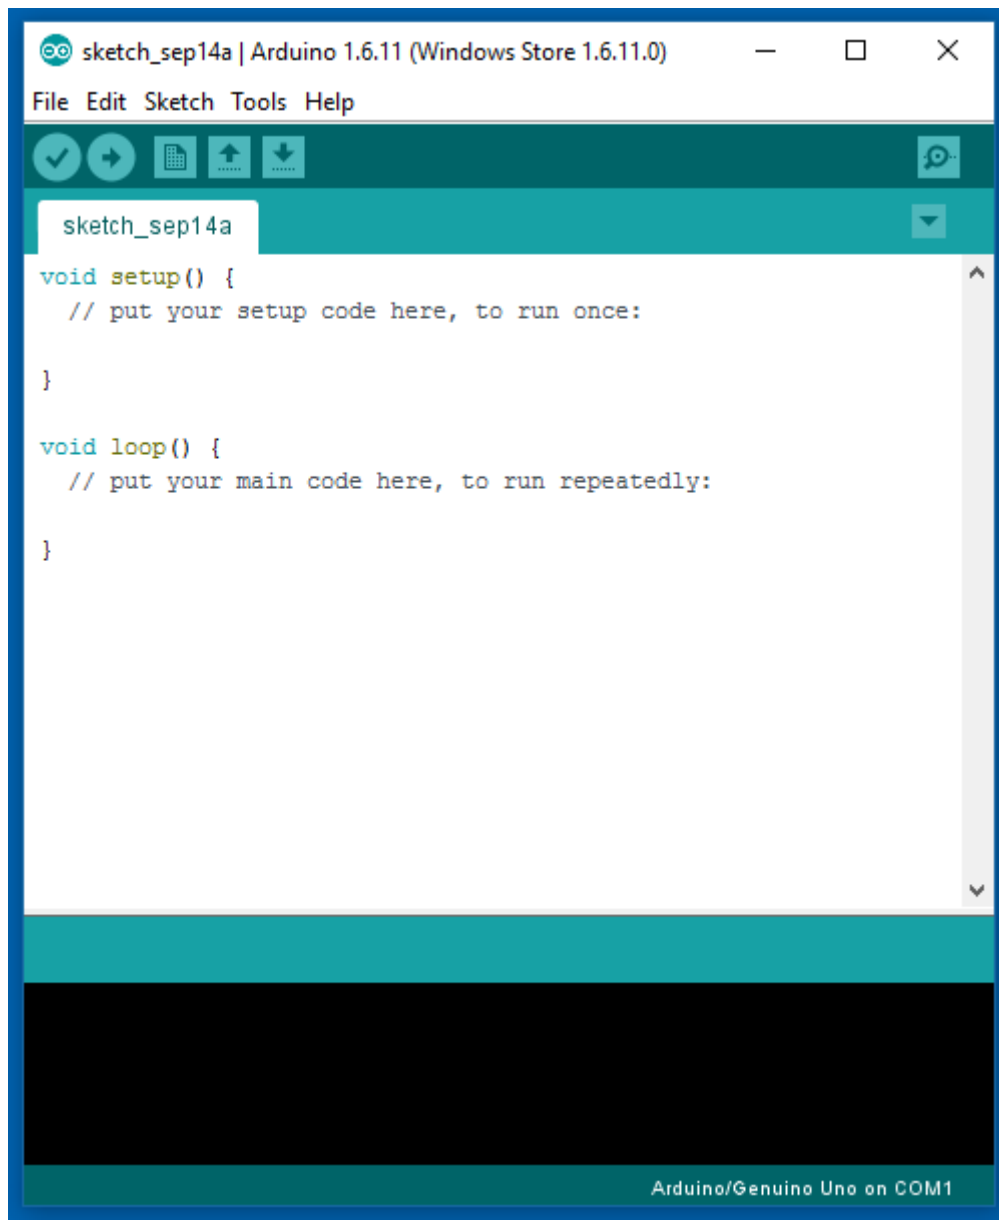 sketch_sep14a | Arduino 1.6.11 (Windows Store 1.6.11.0)
File Edit Sketch Tools Help
sketch_sep14a
void setup() {
  // put your setup code here, to run once:

}

void loop() {
  // put your main code here, to run repeatedly:

}
Arduino/Genuino Uno on COM1